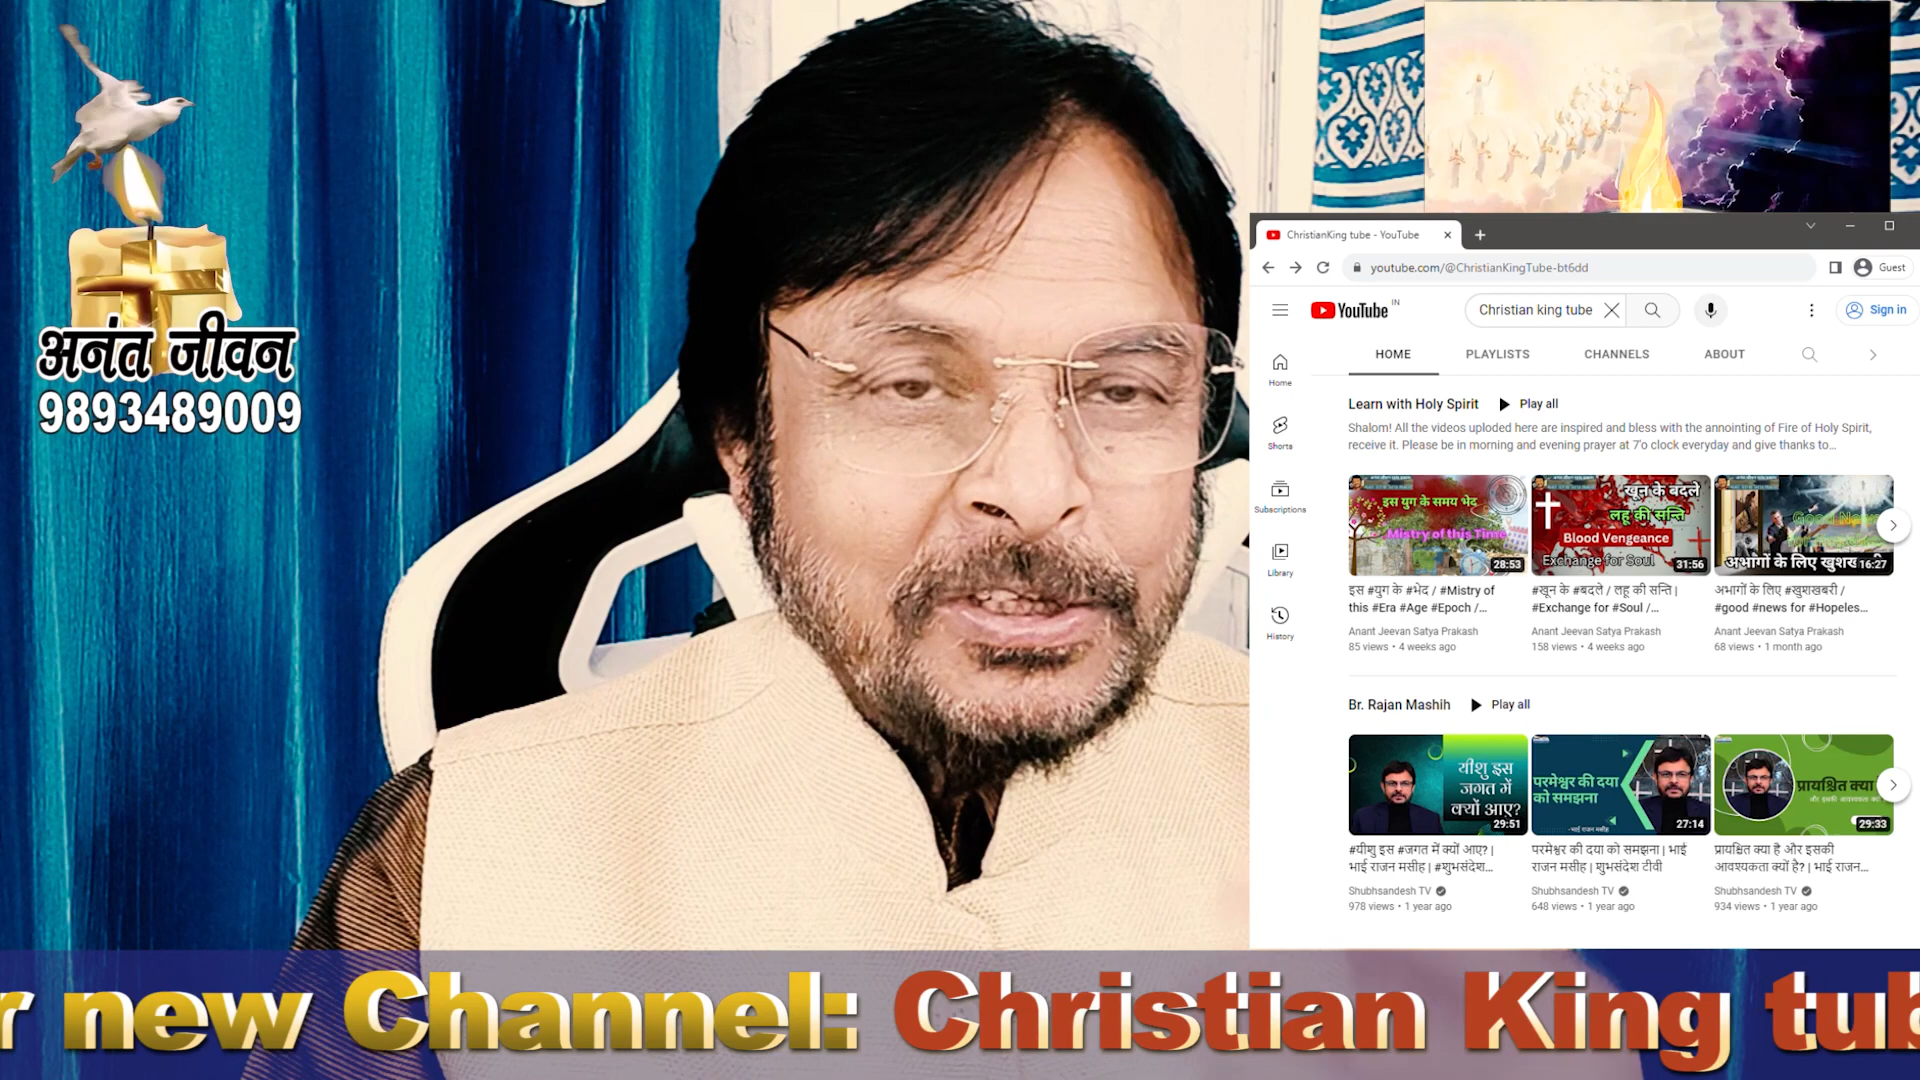 अनंत जीवन
9893489009
ChristianKing tube - YouTube
youtube.com/@ChristianKingTube-bt6dd
Guest
YouTube IN
Christian king tube
Sign in
HOME PLAYLISTS CHANNELS ABOUT
Home
Shorts
Subscriptions
Library
History
Learn with Holy Spirit Play all
Shalom! All the videos uploded here are inspired and bless with the annointing of Fire of Holy Spirit,
receive it. Please be in morning and evening prayer at 7'o clock everyday and give thanks to...
इस युग के समय भेद
Mistry of this Time
28:53
खून के बदले
लहू की सन्ति
Blood Vengeance
Exchange for Soul
31:56
Good News
अभागों के लिए खुशख
16:27
इस #युग के #भेद / #Mistry of
this #Era #Age #Epoch /...
Anant Jeevan Satya Prakash
85 views • 4 weeks ago
#खून के #बदले / लहू की सन्ति |
#Exchange for #Soul /...
Anant Jeevan Satya Prakash
158 views • 4 weeks ago
अभागों के लिए #खुशखबरी /
#good #news for #Hopeles...
Anant Jeevan Satya Prakash
68 views • 1 month ago
Br. Rajan Mashih Play all
यीशु इस
जगत में
क्यों आए?
29:51
परमेश्वर की दया
को समझना
-भाई राजन मसीह
27:14
प्रायश्चित क्या
29:33
#यीशु इस #जगत में क्यों आए? |
भाई राजन मसीह | #शुभसंदेश...
Shubhsandesh TV
978 views • 1 year ago
परमेश्वर की दया को समझना | भाई
राजन मसीह | शुभसंदेश टीवी
Shubhsandesh TV
648 views • 1 year ago
प्रायश्चित क्या है और इसकी
आवश्यकता क्यों है? | भाई राजन...
Shubhsandesh TV
934 views • 1 year ago
r new Channel: Christian King tub